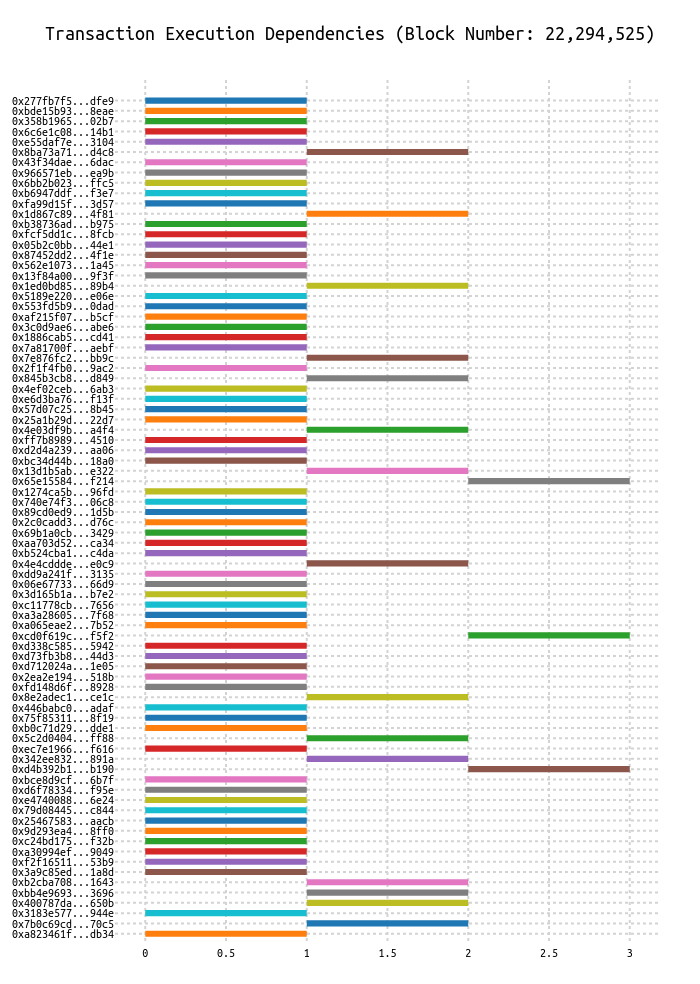 Transaction Execution Dependencies (Block Number: 22,294,525)
0x277fb7f5...dfe9
0xbde15b93...8eae
0x358b1965...02b7
0x6c6e1c08...14b1
0xe55daf7e...3104
0x8ba73a71...d4c8
0x43f34dae...6dac
0x966571eb...ea9b
0x6bb2b023...ffc5
0xb6947ddf...f3e7
0xfa99d15f...3d57
0x1d867c89...4f81
0xb38736ad...b975
0xfcf5dd1c...8fcb
0x05b2c0bb...44e1
0x87452dd2...4f1e
0x562e1073...1a45
0x13f84a00...9f3f
0x1ed0bd85...89b4
0x5189e220...e06e
0x553fd5b9...0dad
0xaf215f07...b5cf
0x3c0d9ae6...abe6
0x1886cab5...cd41
0x7a81700f...aebf
0x7e876fc2...bb9c
0x2f1f4fb0...9ac2
0x845b3cb8...d849
0x4ef02ceb...6ab3
0xe6d3ba76...f13f
0x57d07c25...8b45
0x25a1b29d...22d7
0x4e03df9b...a4f4
0xff7b8989...4510
0xd2d4a239...aa06
0xbc34d44b...18a0
0x13d1b5ab...e322
0x65e15584...f214
0x1274ca5b...96fd
0x740e74f3...06c8
0x89cd0ed9...1d5b
0x2c0cadd3...d76c
0x69b1a0cb...3429
0xaa703d52...ca34
0xb524cba1...c4da
0x4e4cddde...e0c9
0xdd9a241f...3135
0x06e67733...66d9
0x3d165b1a...b7e2
0xc11778cb...7656
0xa3a28605...7f68
0xa065eae2...7b52
0xcd0f619c...f5f2
0xd338c585...5942
0xd73fb3b8...44d3
0xd712024a...1e05
0x2ea2e194...518b
0xfd148d6f...8928
0x8e2adec1...ce1c
0x446babc0...adaf
0x75f85311...8f19
0xb0c71d29...dde1
0x5c2d0404...ff88
0xec7e1966...f616
0x342ee832...891a
0xd4b392b1...b190
0xbce8d9cf...6b7f
0xd6f78334...f95e
0xe4740088...6e24
0x79d08445...c844
0x25467583...aacb
0x9d293ea4...8ff0
0xc24bd175...f32b
0xa30994ef...9049
0xf2f16511...53b9
0x3a9c85ed...1a8d
0xb2cba708...1643
0xbb4e9693...3696
0x400787da...650b
0x3183e577...944e
0x7b0c69cd...70c5
0xa823461f...db34
0 0.5 1 1.5 2 2.5 3